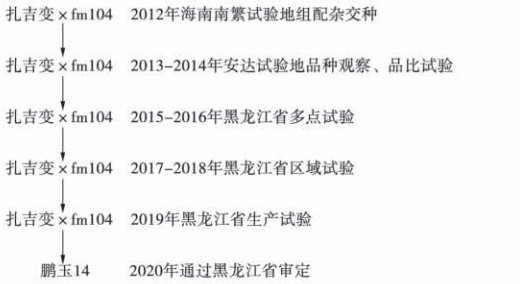 扎吉变×fm104 2012年海南南繁试验地组配杂交种
扎吉变×fm104 2013-2014年安达试验地品种观察、品比试验
扎吉变×fm104 2015-2016年黑龙江省多点试验
扎吉变×fm104 2017-2018年黑龙江省区域试验
扎吉变×fm104 2019年黑龙江省生产试验
鹏玉14 2020年通过黑龙江省审定